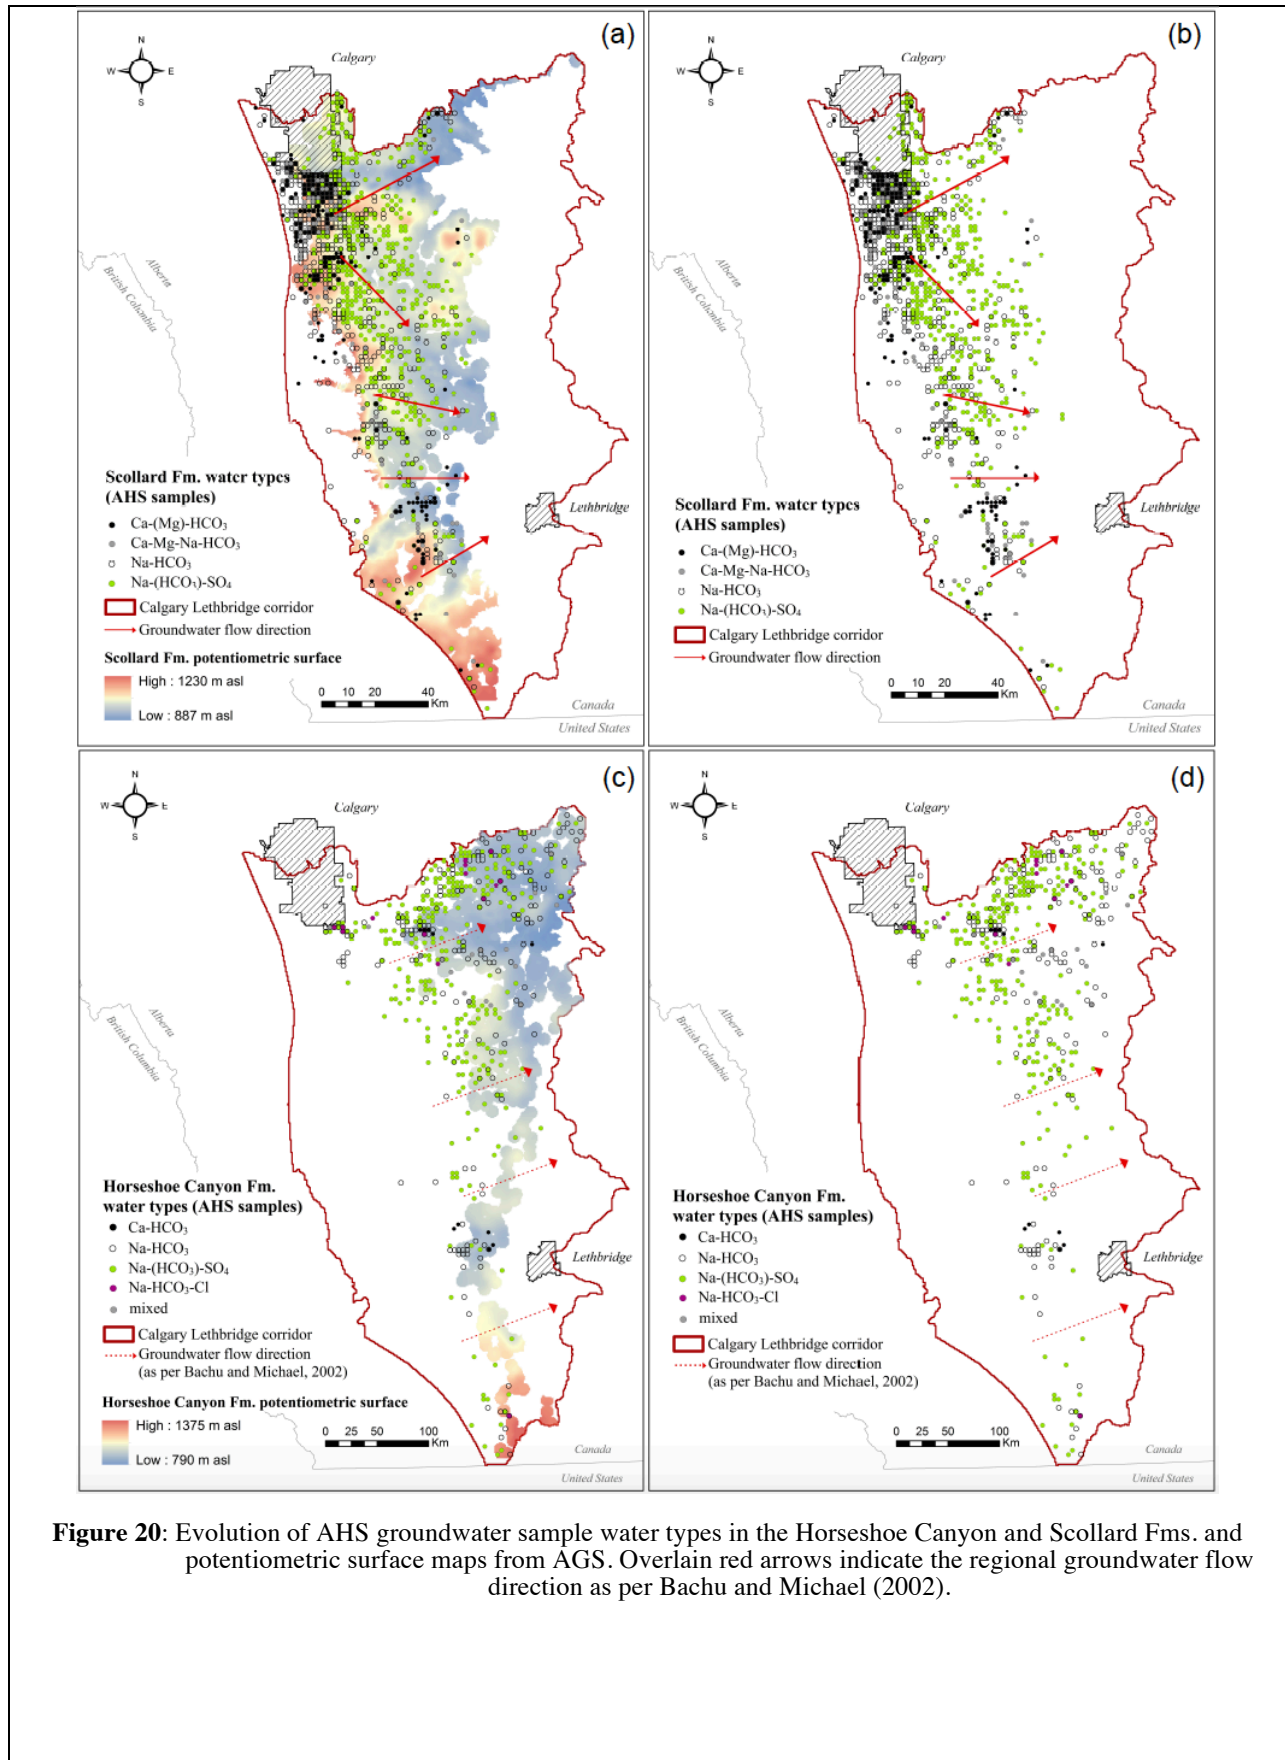 (a)
N
W E
S
Calgary
Alberta
British Columbia
Scollard Fm. water types
(AHS samples)
Ca-(Mg)-HCO₃
Ca-Mg-Na-HCO₃
Na-HCO₃
Na-(HCO₃)-SO₄
Calgary Lethbridge corridor
Groundwater flow direction
Scollard Fm. potentiometric surface
High : 1230 m asl
Low : 887 m asl
0 10 20 40
Km
Lethbridge
Canada
United States
(b)
N
W E
S
Calgary
Alberta
British Columbia
Scollard Fm. water types
(AHS samples)
Ca-(Mg)-HCO₃
Ca-Mg-Na-HCO₃
Na-HCO₃
Na-(HCO₃)-SO₄
Calgary Lethbridge corridor
Groundwater flow direction
0 10 20 40
Km
Lethbridge
Canada
United States
(c)
N
W E
S
Calgary
Alberta
British Columbia
Horseshoe Canyon Fm.
water types (AHS samples)
Ca-HCO₃
Na-HCO₃
Na-(HCO₃)-SO₄
Na-HCO₃-Cl
mixed
Calgary Lethbridge corridor
Groundwater flow direction
(as per Bachu and Michael, 2002)
Horseshoe Canyon Fm. potentiometric surface
High : 1375 m asl
Low : 790 m asl
0 25 50 100
Km
Lethbridge
Canada
United States
(d)
N
W E
S
Calgary
Alberta
British Columbia
Horseshoe Canyon Fm.
water types (AHS samples)
Ca-HCO₃
Na-HCO₃
Na-(HCO₃)-SO₄
Na-HCO₃-Cl
mixed
Calgary Lethbridge corridor
Groundwater flow direction
(as per Bachu and Michael, 2002)
0 25 50 100
Km
Lethbridge
Canada
United States
Figure 20: Evolution of AHS groundwater sample water types in the Horseshoe Canyon and Scollard Fms. and
potentiometric surface maps from AGS. Overlain red arrows indicate the regional groundwater flow
direction as per Bachu and Michael (2002).